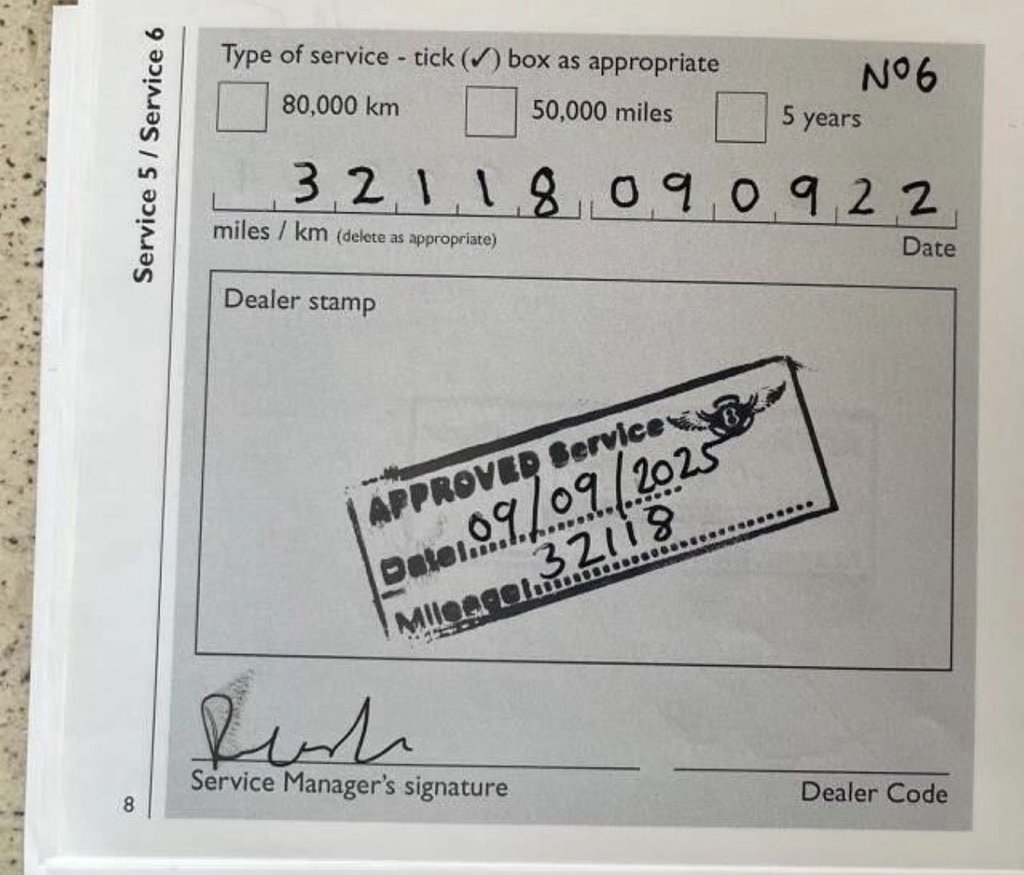 Service 5 / Service 6
Type of service - tick (✓) box as appropriate
No6
80,000 km 50,000 miles 5 years
32118 090922
miles / km (delete as appropriate) Date
Dealer stamp
APPROVED Service B
Date:.....09/09/2025
Mileage:.....32118
Service Manager's signature
Dealer Code
8